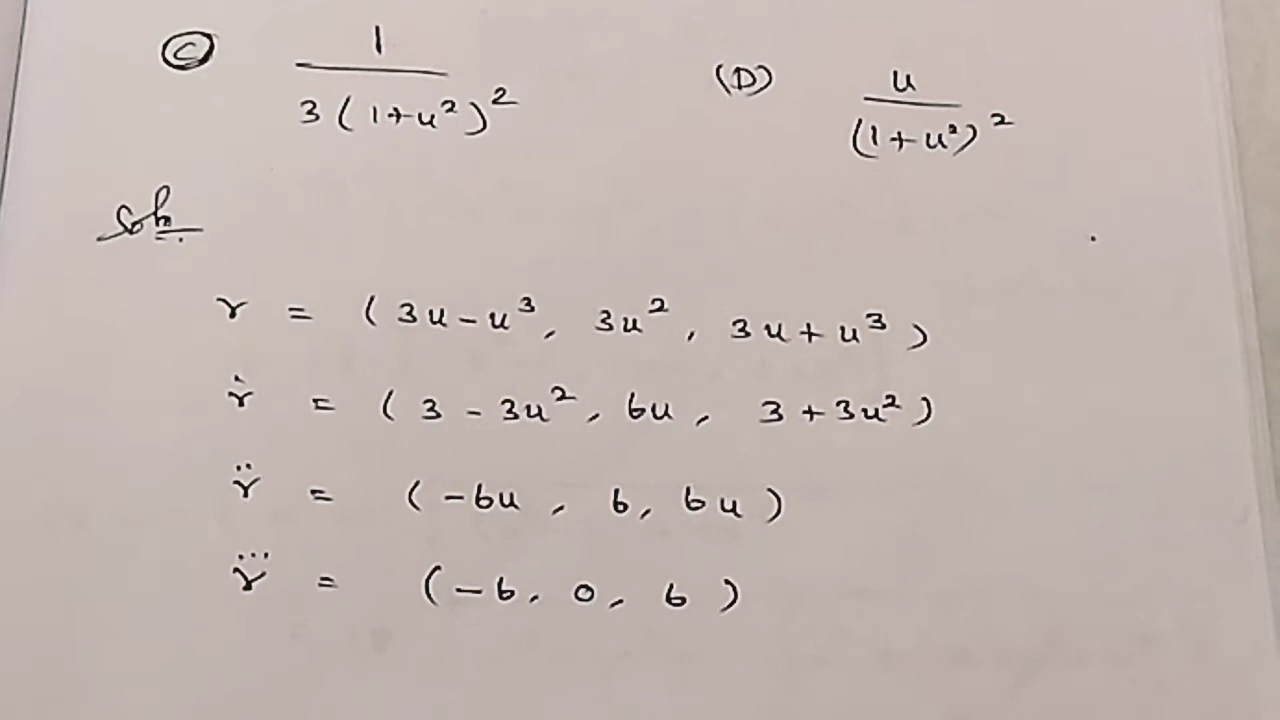 (C) 1 / 3(1+u²)² (D) u / (1+u²)²
Soln.
r = (3u-u³, 3u², 3u+u³)
ṙ = (3-3u², 6u, 3+3u²)
r̈ = (-6u, 6, 6u)
r⃛ = (-6, 0, 6)